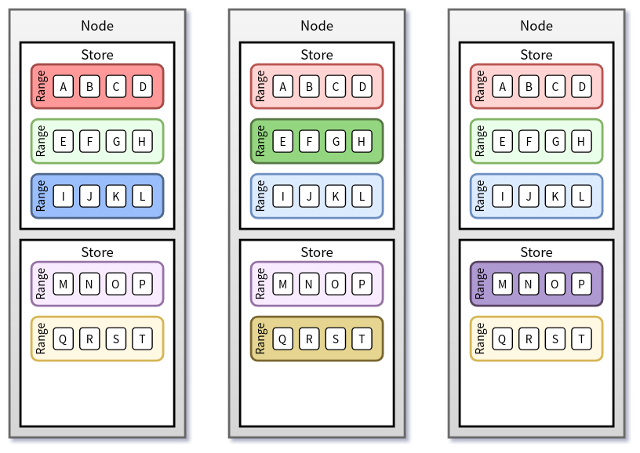 Node
Store
Range A B C D
Range E F G H
Range I J K L
Store
Range M N O P
Range Q R S T
Node
Store
Range A B C D
Range E F G H
Range I J K L
Store
Range M N O P
Range Q R S T
Node
Store
Range A B C D
Range E F G H
Range I J K L
Store
Range M N O P
Range Q R S T